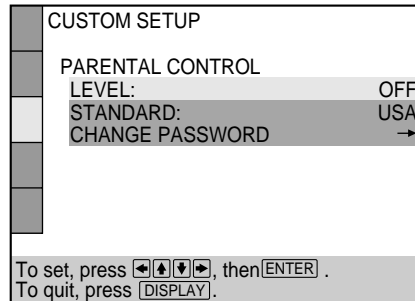 CUSTOM SETUP
PARENTAL CONTROL
LEVEL: OFF
STANDARD: USA
CHANGE PASSWORD →
To set, press ←↑↓→, then ENTER .
To quit, press DISPLAY.